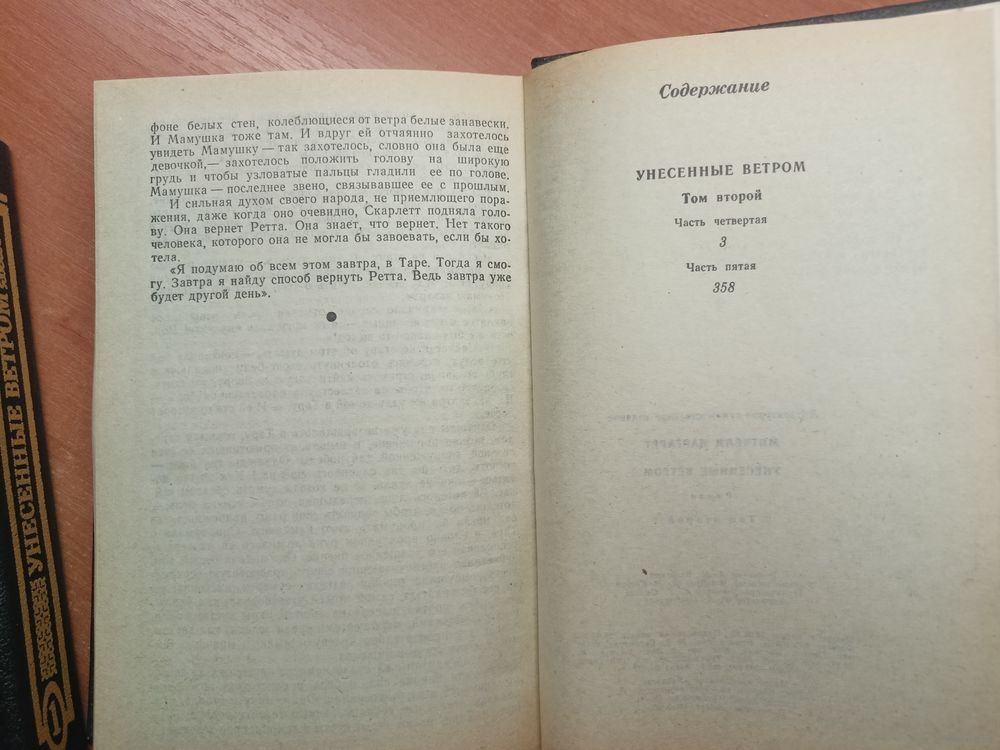 фоне белых стен, колеблющиеся от ветра белые занавески.
И Мамушка тоже там. И вдруг ей отчаянно захотелось
увидеть Мамушку — так захотелось, словно она была еще
девочкой,— захотелось положить голову на широкую
грудь и чтобы узловатые пальцы гладили ее по голове.
Мамушка — последнее звено, связывавшее ее с прошлым.
И сильная духом своего народа, не приемлющего пора-
жения, даже когда оно очевидно, Скарлетт подняла голо-
ву. Она вернет Ретта. Она знает, что вернет. Нет такого
человека, которого она не могла бы завоевать, если бы хо-
тела.
«Я подумаю об всем этом завтра, в Таре. Тогда я смо-
гу. Завтра я найду способ вернуть Ретта. Ведь завтра уже
будет другой день».
Содержание
УНЕСЕННЫЕ ВЕТРОМ
Том второй
Часть четвертая
3
Часть пятая
358
УНЕСЕННЫЕ ВЕТРОМ